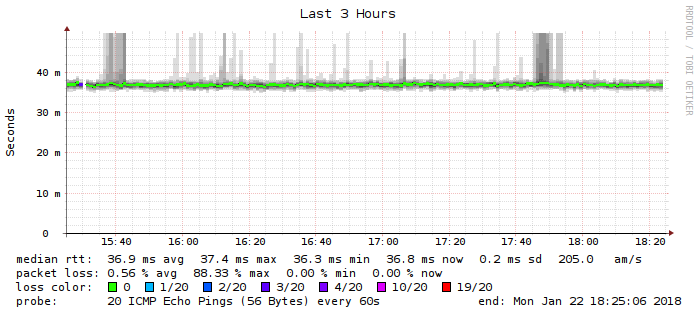 Last 3 Hours
RRDTOOL / TOBI OETIKER
Seconds
40 m
30 m
20 m
10 m
0
15:40 16:00 16:20 16:40 17:00 17:20 17:40 18:00 18:20
median rtt: 36.9 ms avg 37.4 ms max 36.3 ms min 36.8 ms now 0.2 ms sd 205.0 am/s
packet loss: 0.56 % avg 88.33 % max 0.00 % min 0.00 % now
loss color: 0 1/20 2/20 3/20 4/20 10/20 19/20
probe: 20 ICMP Echo Pings (56 Bytes) every 60s end: Mon Jan 22 18:25:06 2018